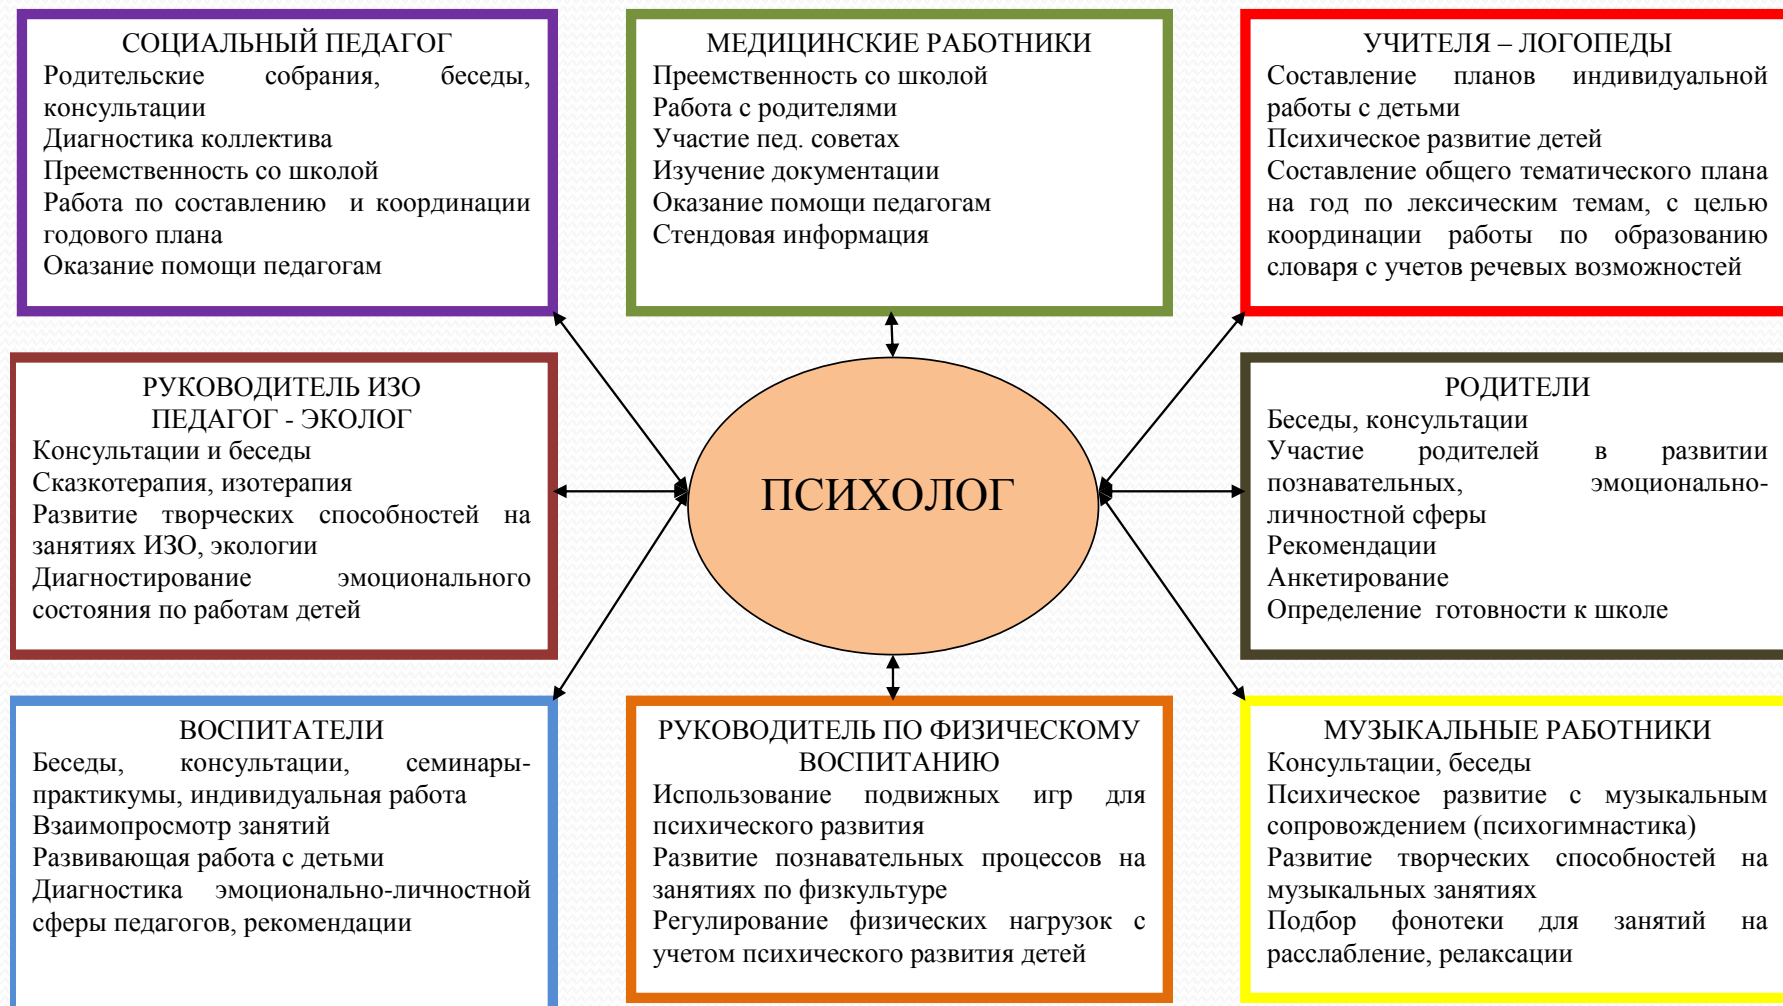 СОЦИАЛЬНЫЙ ПЕДАГОГ
Родительские собрания, беседы,
консультации
Диагностика коллектива
Преемственность со школой
Работа по составлению и координации
годового плана
Оказание помощи педагогам
МЕДИЦИНСКИЕ РАБОТНИКИ
Преемственность со школой
Работа с родителями
Участие пед. советах
Изучение документации
Оказание помощи педагогам
Стендовая информация
УЧИТЕЛЯ – ЛОГОПЕДЫ
Составление планов индивидуальной
работы с детьми
Психическое развитие детей
Составление общего тематического плана
на год по лексическим темам, с целью
координации работы по образованию
словаря с учетов речевых возможностей
РУКОВОДИТЕЛЬ ИЗО
ПЕДАГОГ - ЭКОЛОГ
Консультации и беседы
Сказкотерапия, изотерапия
Развитие творческих способностей на
занятиях ИЗО, экологии
Диагностирование эмоционального
состояния по работам детей
ПСИХОЛОГ
РОДИТЕЛИ
Беседы, консультации
Участие родителей в развитии
познавательных, эмоционально-
личностной сферы
Рекомендации
Анкетирование
Определение готовности к школе
ВОСПИТАТЕЛИ
Беседы, консультации, семинары-
практикумы, индивидуальная работа
Взаимопросмотр занятий
Развивающая работа с детьми
Диагностика эмоционально-личностной
сферы педагогов, рекомендации
РУКОВОДИТЕЛЬ ПО ФИЗИЧЕСКОМУ
ВОСПИТАНИЮ
Использование подвижных игр для
психического развития
Развитие познавательных процессов на
занятиях по физкультуре
Регулирование физических нагрузок с
учетом психического развития детей
МУЗЫКАЛЬНЫЕ РАБОТНИКИ
Консультации, беседы
Психическое развитие с музыкальным
сопровождением (психогимнастика)
Развитие творческих способностей на
музыкальных занятиях
Подбор фонотеки для занятий на
расслабление, релаксации